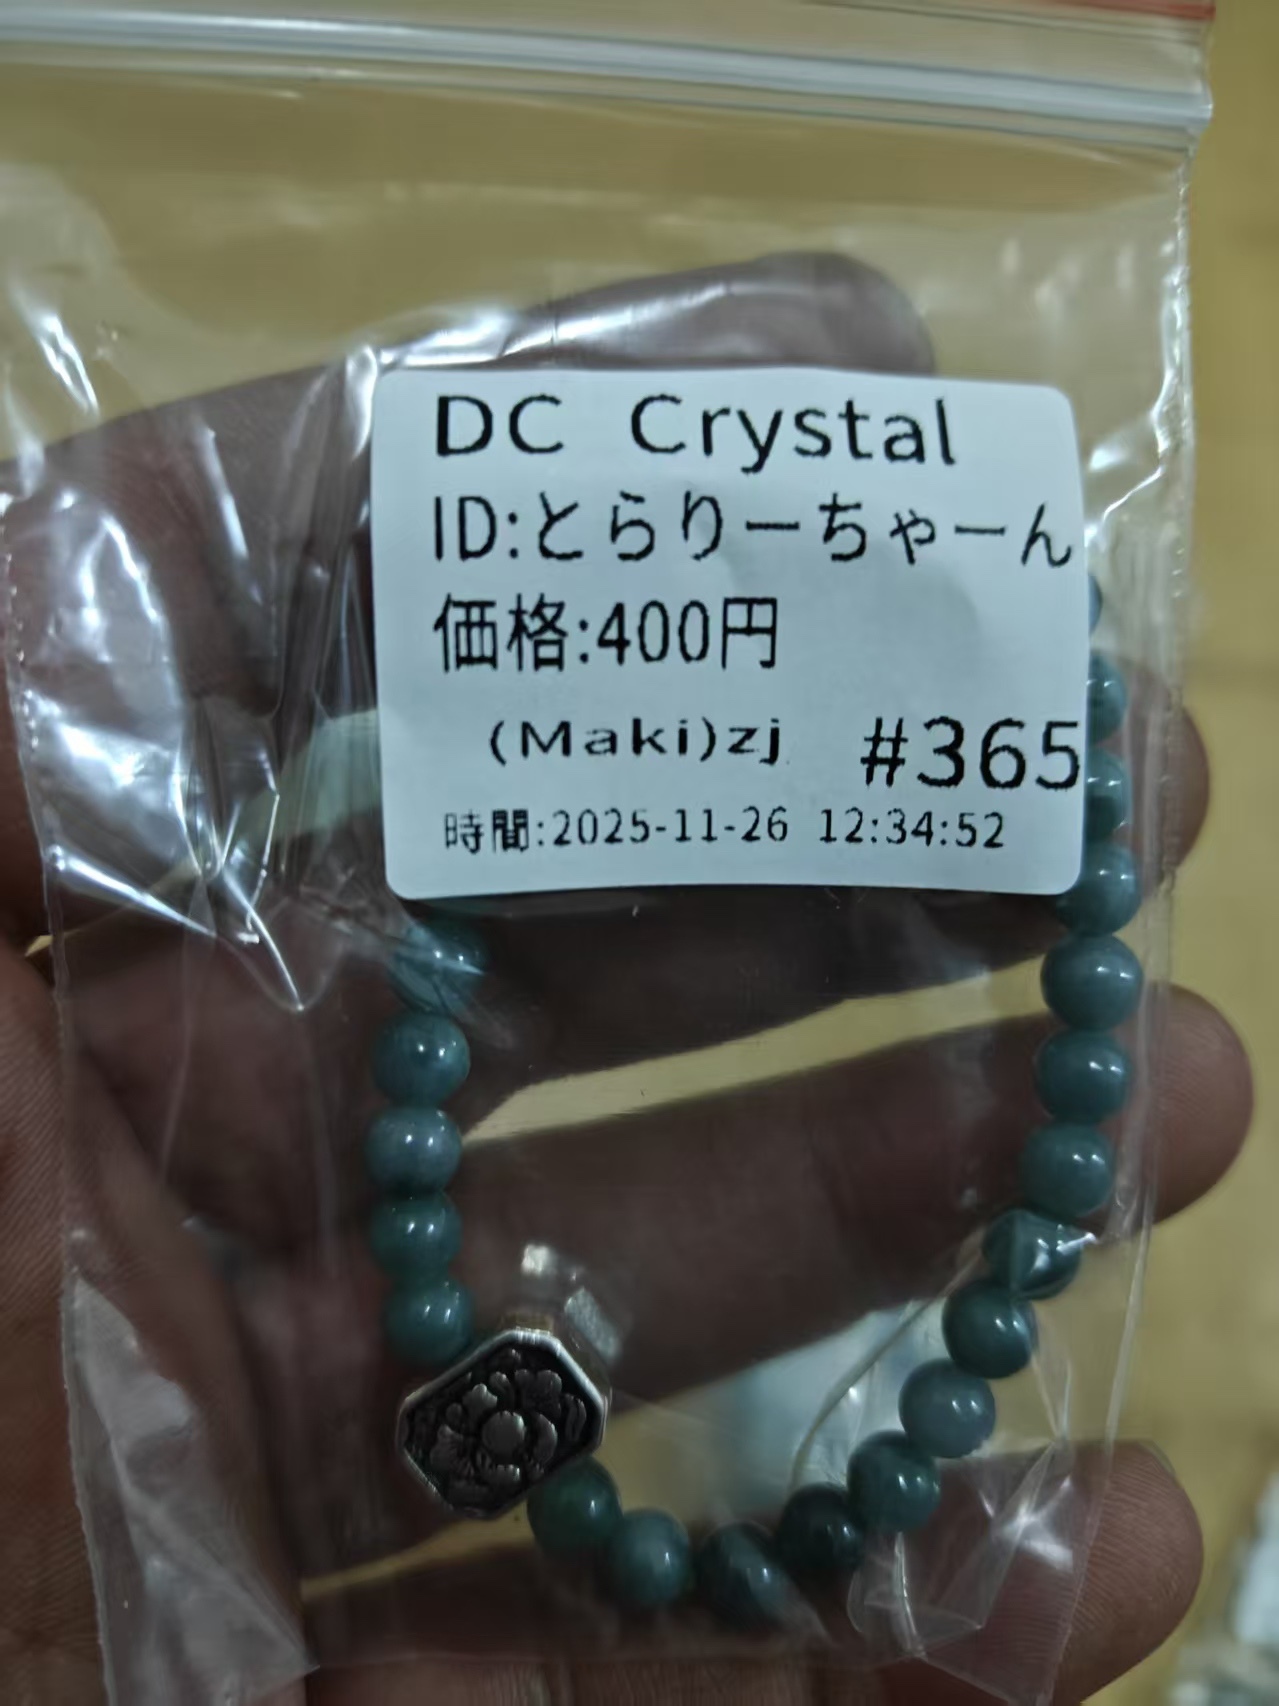 DC Crystal
ID:とらりーちゃーん
価格:400円
(Maki)zj #365
時間:2025-11-26 12:34:52